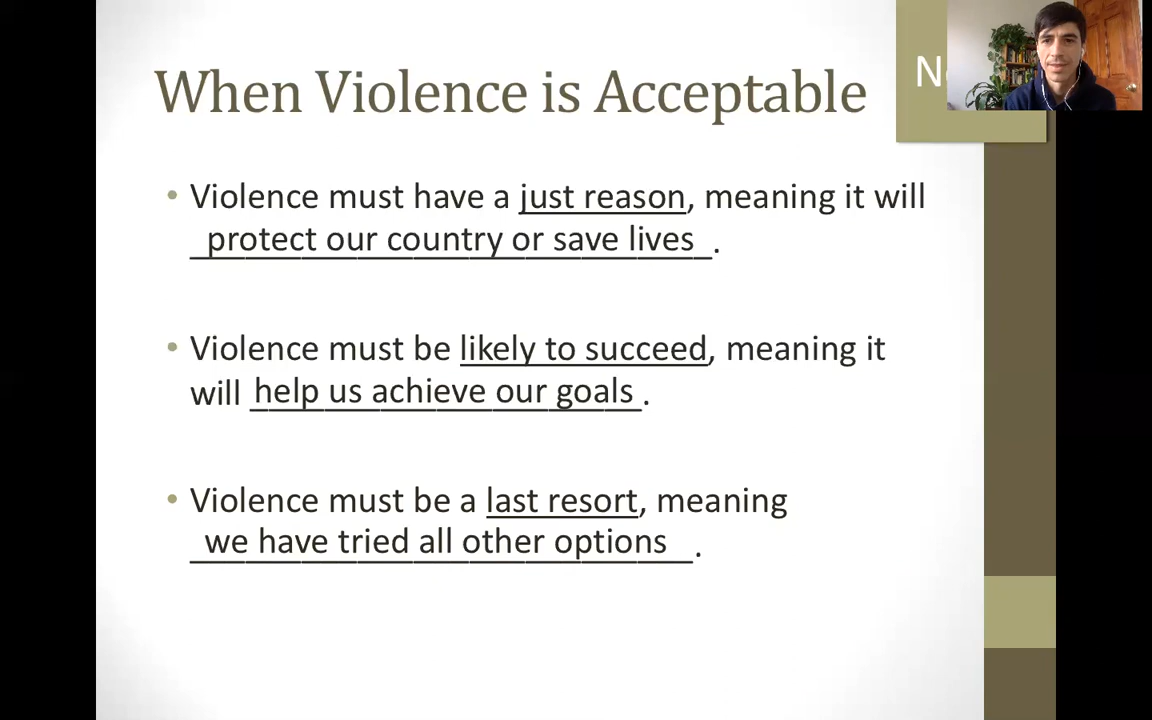 When Violence is Acceptable
• Violence must have a just reason, meaning it will
protect our country or save lives.
• Violence must be likely to succeed, meaning it
will help us achieve our goals.
• Violence must be a last resort, meaning
we have tried all other options.